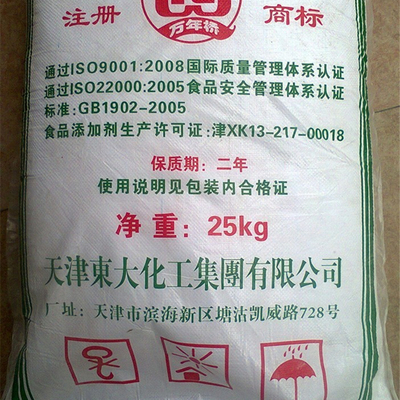 注册 商标
万年标
通过ISO9001:2008国际质量管理体系认证
通过ISO22000:2005食品安全管理体系认证
标准:GB1902-2005
食品添加剂生产许可证:津XK13-217-00018
保质期:二年
使用说明见包装内合格证
净重:25kg
天津東大化工集團有限公司
厂址:天津市滨海新区塘沽凯威路728号